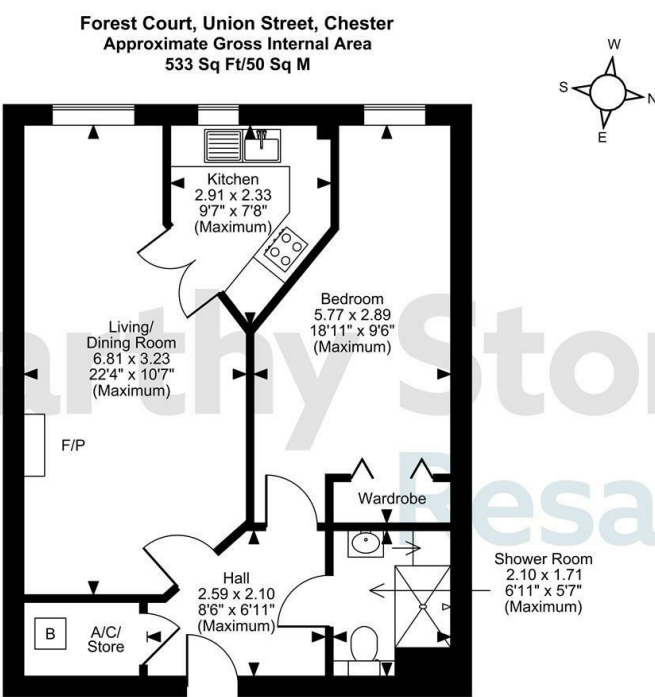 Forest Court, Union Street, Chester
Approximate Gross Internal Area
533 Sq Ft/50 Sq M
W
S
N
E
Kitchen
2.91 x 2.33
9'7" x 7'8"
(Maximum)
Living/
Dining Room
6.81 x 3.23
22'4" x 10'7"
(Maximum)
Bedroom
5.77 x 2.89
18'11" x 9'6"
(Maximum)
arthy Sto
Resa
F/P
Wardrobe
Hall
2.59 x 2.10
8'6" x 6'11"
(Maximum)
Shower Room
2.10 x 1.71
6'11" x 5'7"
(Maximum)
B
A/C/
Store